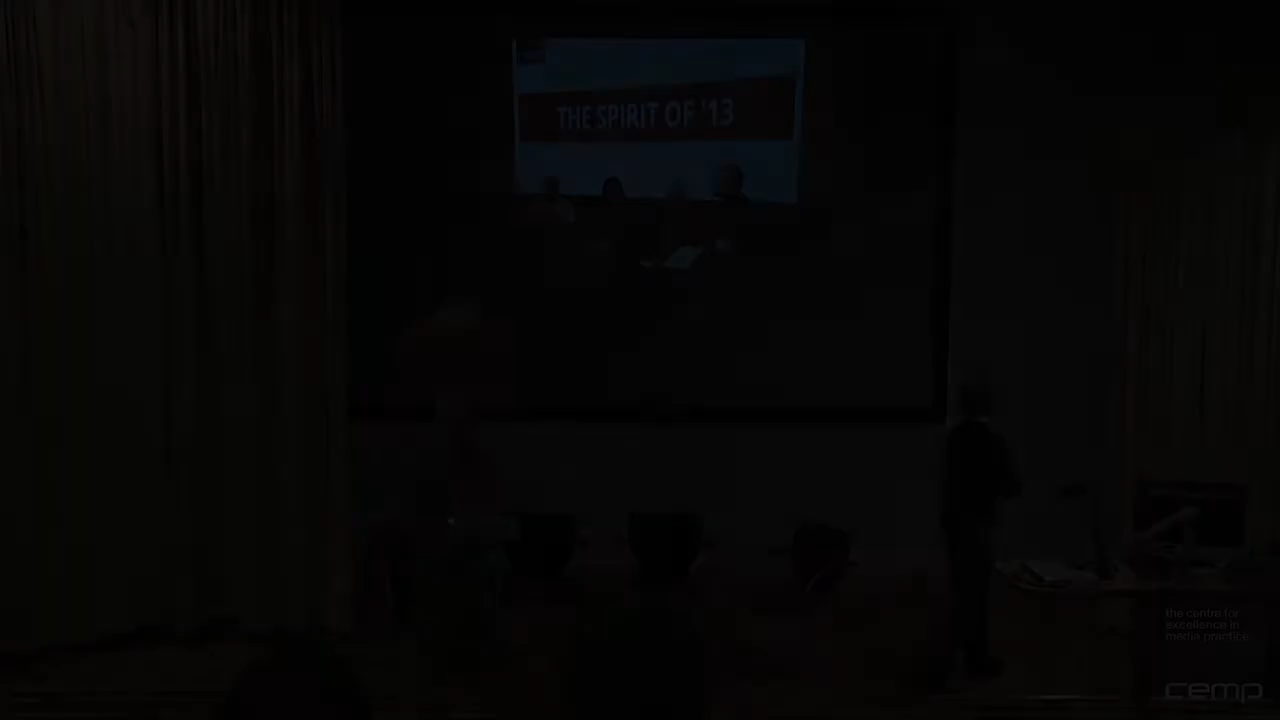 THE SPIRIT OF '13
the centre for
excellence in
media practice
cemp